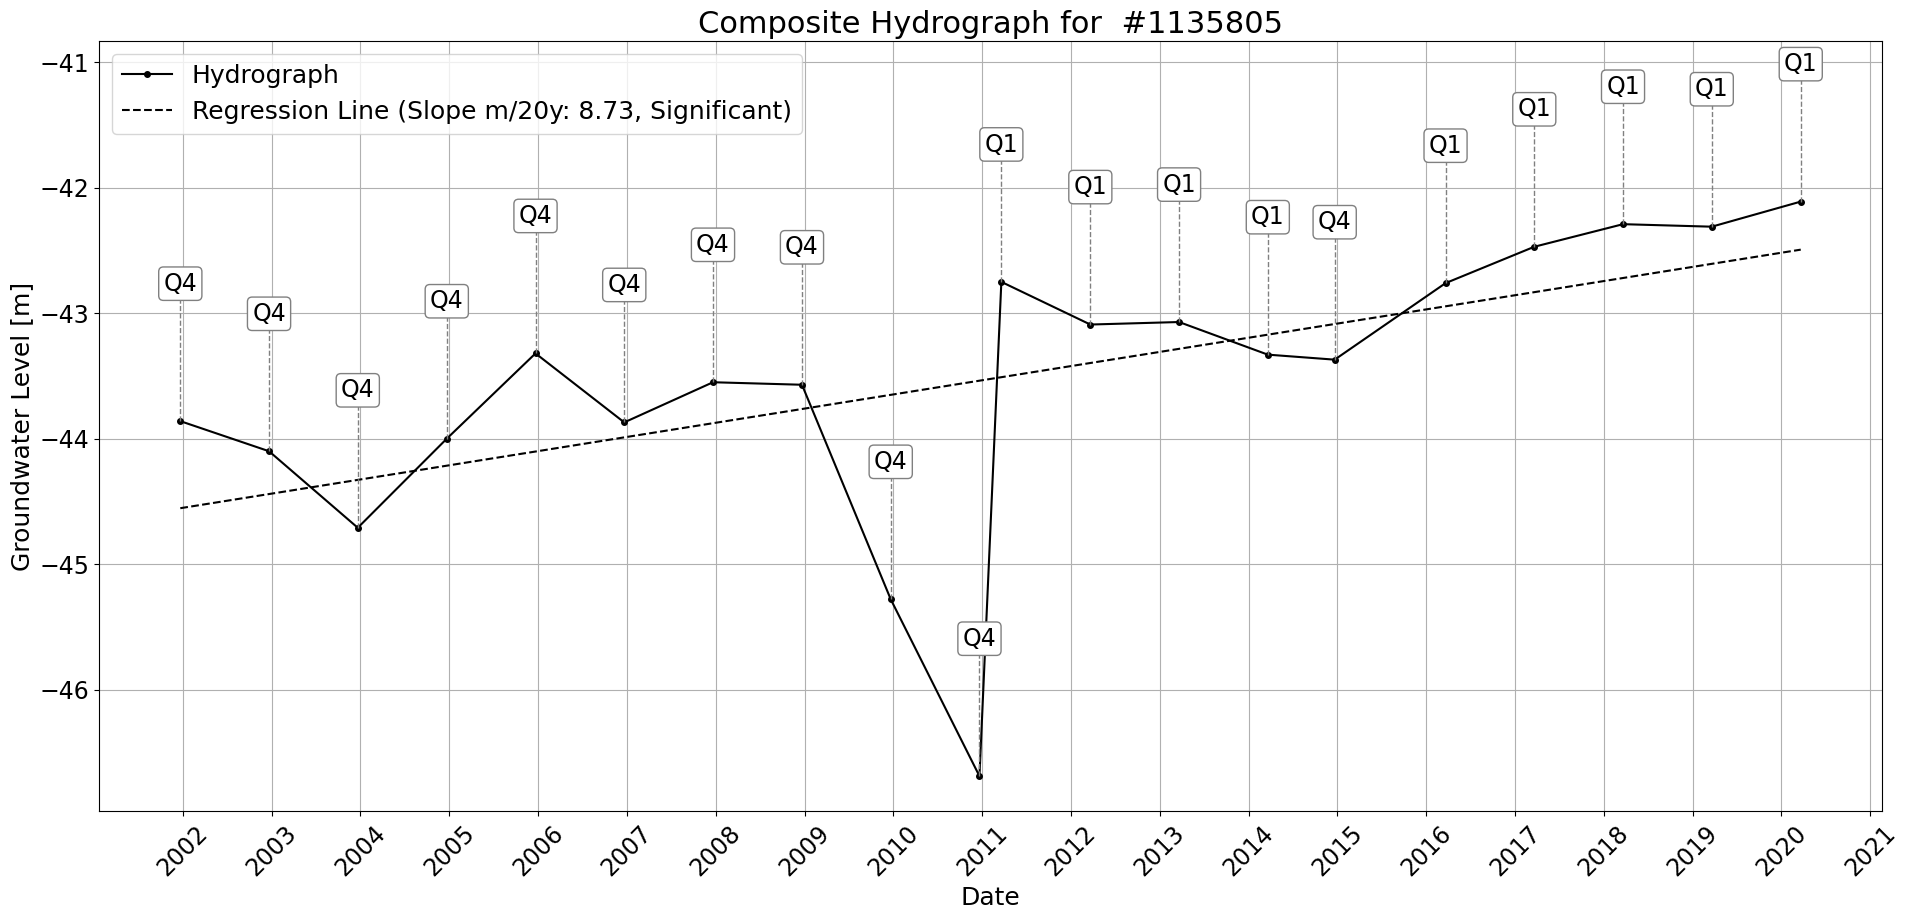 Composite Hydrograph for  #1135805
Hydrograph
Regression Line (Slope m/20y: 8.73, Significant)
Groundwater Level [m]
−41
−42
−43
−44
−45
−46
Q4
Q4
Q4
Q4
Q4
Q4
Q4
Q4
Q4
Q4
Q1
Q1
Q1
Q1
Q4
Q1
Q1
Q1
Q1
Q1
2002
2003
2004
2005
2006
2007
2008
2009
2010
2011
2012
2013
2014
2015
2016
2017
2018
2019
2020
2021
Date